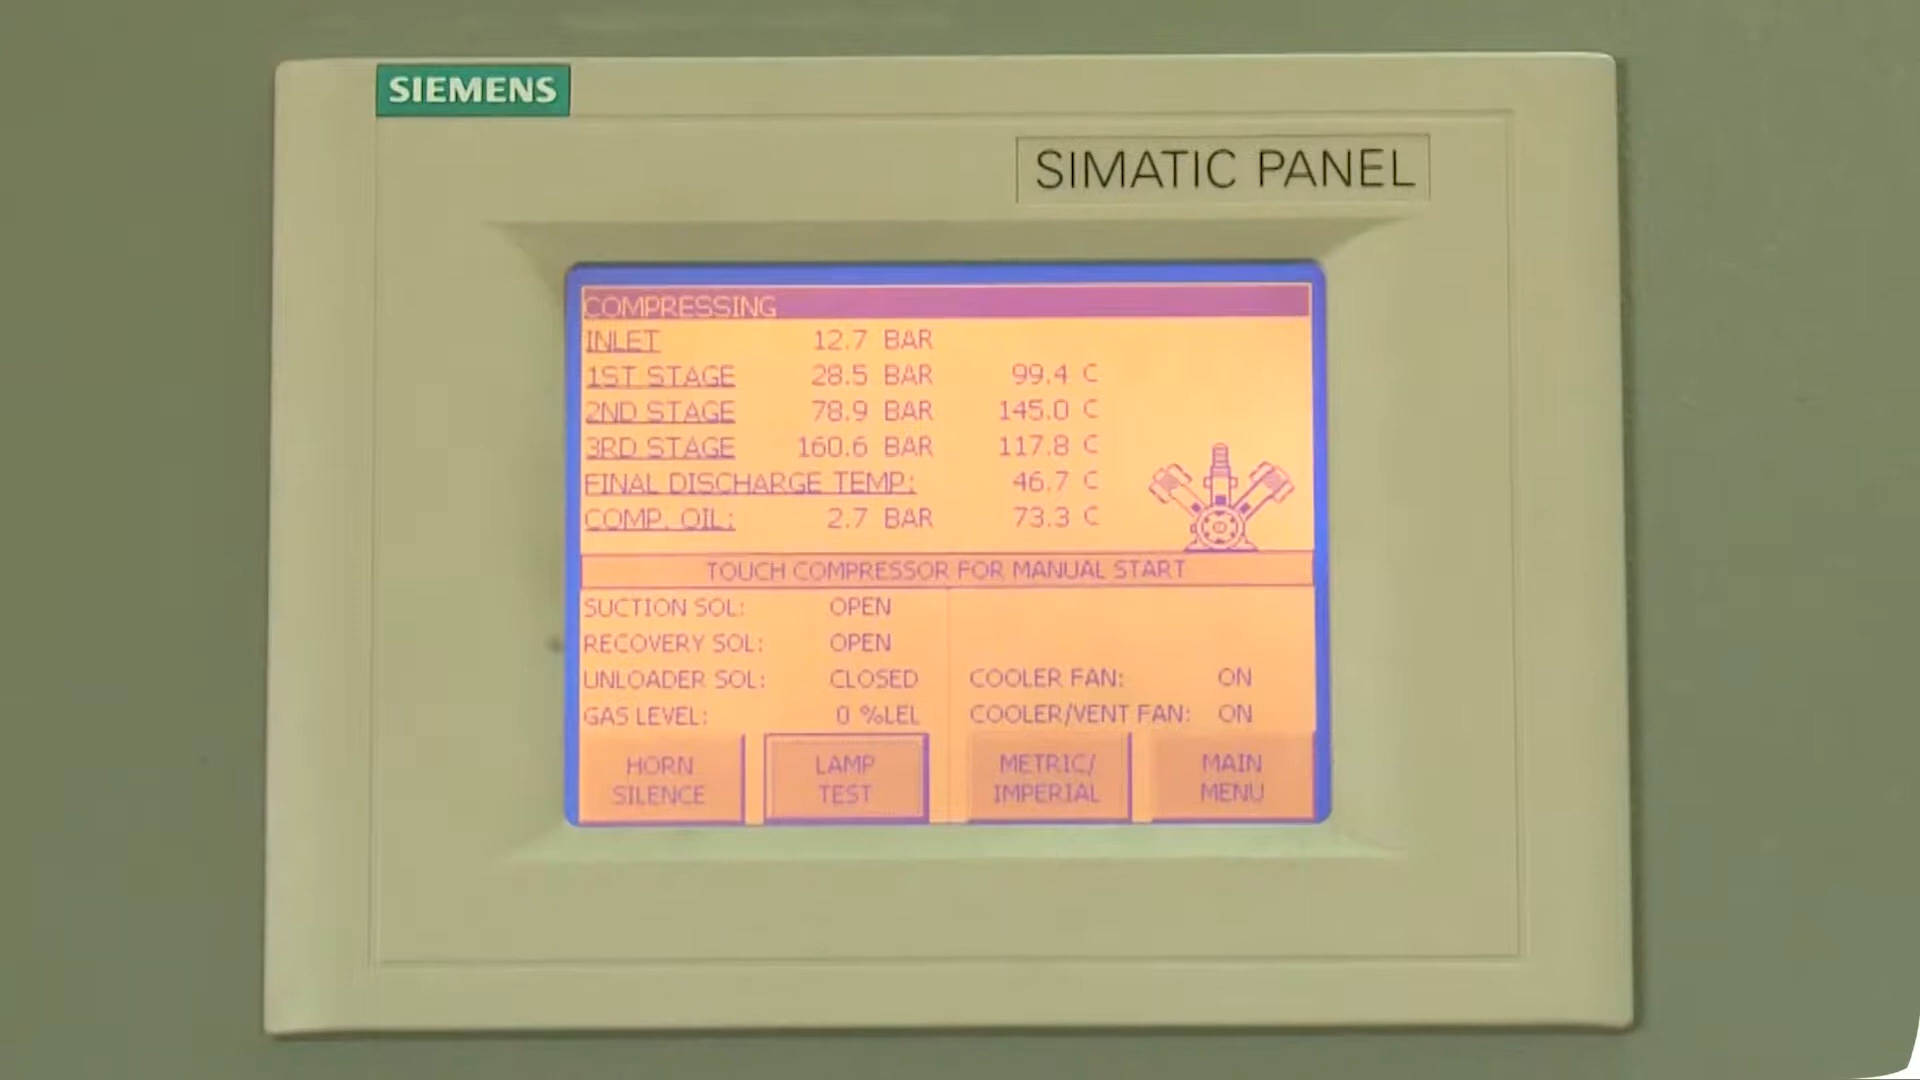 SIEMENS
SIMATIC PANEL
COMPRESSING
INLET 12.7 BAR
1ST STAGE 28.5 BAR 99.4 C
2ND STAGE 78.9 BAR 145.0 C
3RD STAGE 160.6 BAR 117.8 C
FINAL DISCHARGE TEMP: 46.7 C
COMP. OIL: 2.7 BAR 73.3 C
TOUCH COMPRESSOR FOR MANUAL START
SUCTION SOL: OPEN
RECOVERY SOL: OPEN
UNLOADER SOL: CLOSED COOLER FAN: ON
GAS LEVEL: 0 %LEL COOLER/VENT FAN: ON
HORN SILENCE
LAMP TEST
METRIC/ IMPERIAL
MAIN MENU